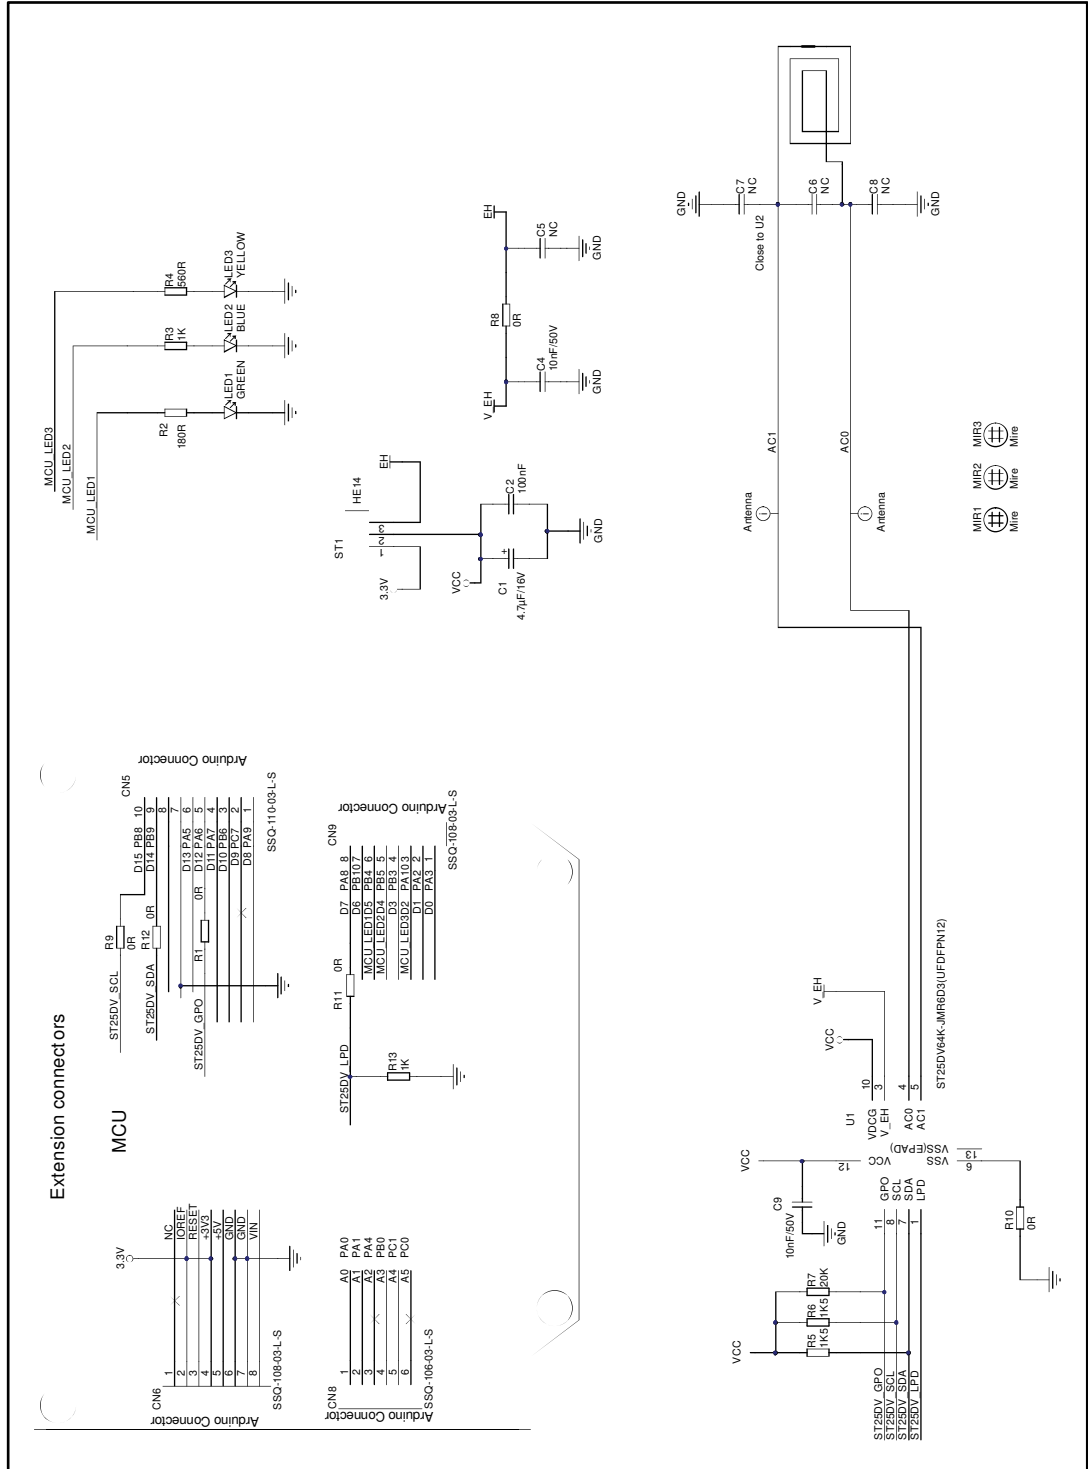 Extension connectors
MCU
3.3V
CN6
Arduino Connector
SSQ-108-03-L-S
1 NC
2 IOREF
3 RESET
4 +3V3
5 +5V
6 GND
7 GND
8 VIN
CN8
Arduino Connector
SSQ-106-03-L-S
1 A0 PA0
2 A1 PA1
3 A2 PA4
4 A3 PB0
5 A4 PC1
6 A5 PC0
CN5
Arduino Connector
SSQ-110-03-L-S
D15 PB8 10
D14 PB9 9
8
7
D13 PA5 6
D12 PA6 5
D11 PA7 4
D10 PB6 3
D9 PC7 2
D8 PA9 1
ST25DV_SCL
R9
0R
ST25DV_SDA
R12 0R
ST25DV_GPO
R1 0R
CN9
Arduino Connector
SSQ-108-03-L-S
D7 PA8 8
D6 PB10 7
MCU_LED1 D5 PB4 6
MCU_LED2 D4 PB5 5
D3 PB3 4
MCU_LED3 D2 PA10 3
D1 PA2 2
D0 PA3 1
R11 0R
ST25DV_LPD
R13
1K
MCU_LED3
MCU_LED2
MCU_LED1
R2
180R
LED1
GREEN
R3
1K
LED2
BLUE
R4
560R
LED3
YELLOW
ST1
HE14
1
2
3
3.3V
EH
VCC
C1
+
4.7µF/16V
C2
100nF
GND
V_EH
EH
R8
0R
C4
10nF/50V
GND
C5
NC
GND
VCC
R5
1K5
R6
1K5
R7
20K
ST25DV_GPO
ST25DV_SCL
ST25DV_SDA
ST25DV_LPD
VCC
C9
10nF/50V
GND
U1
11 GPO
8 SCL
7 SDA
1 LPD
12 VCC
VSS 6
VSS(EPAD) 13
VDCG 10
V_EH 3
AC0 4
AC1 5
ST25DV64K-JMR6D3(UFDFPN12)
VCC
V_EH
R10
0R
Antenna
AC1
AC0
Antenna
GND
C7
NC
Close to U2
C6
NC
C8
NC
GND
MIR1
Mire
MIR2
Mire
MIR3
Mire